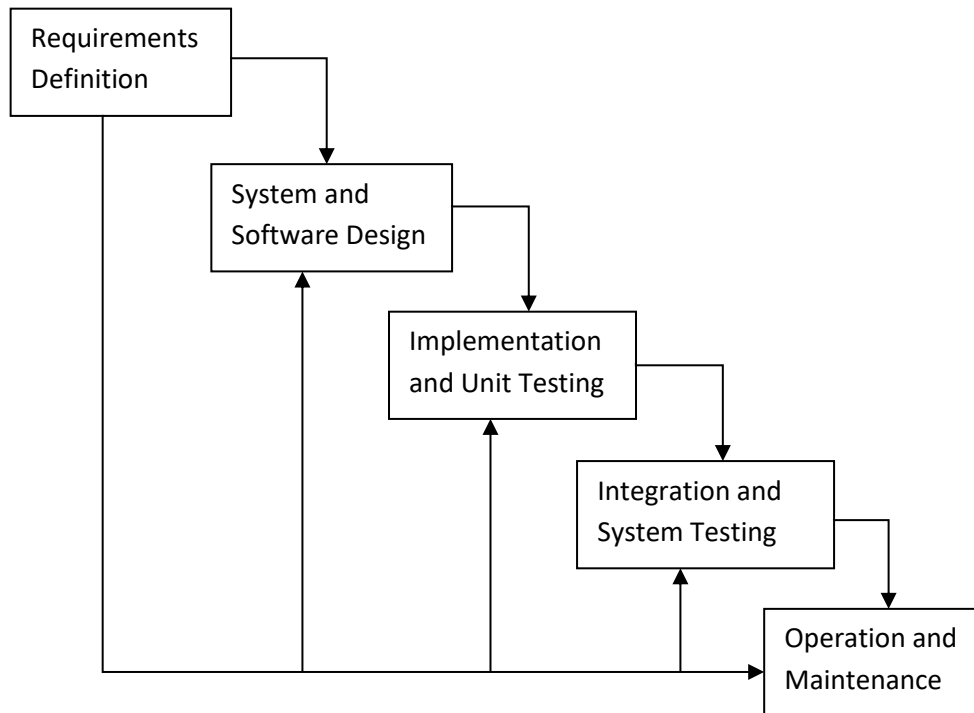 Requirements
Definition
System and
Software Design
Implementation
and Unit Testing
Integration and
System Testing
Operation and
Maintenance